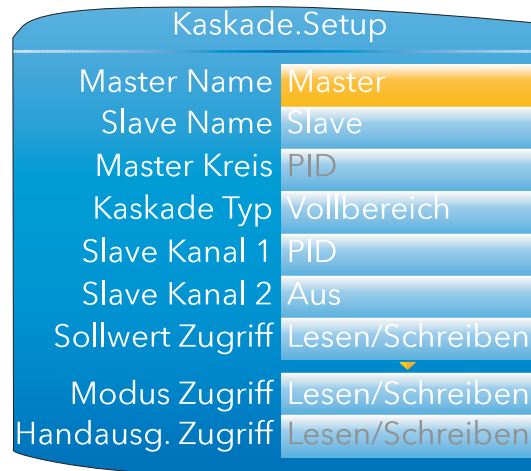 Kaskade.Setup
Master Name Master
Slave Name Slave
Master Kreis PID
Kaskade Typ Vollbereich
Slave Kanal 1 PID
Slave Kanal 2 Aus
Sollwert Zugriff Lesen/Schreiben
Modus Zugriff Lesen/Schreiben
Handausg. Zugriff Lesen/Schreiben